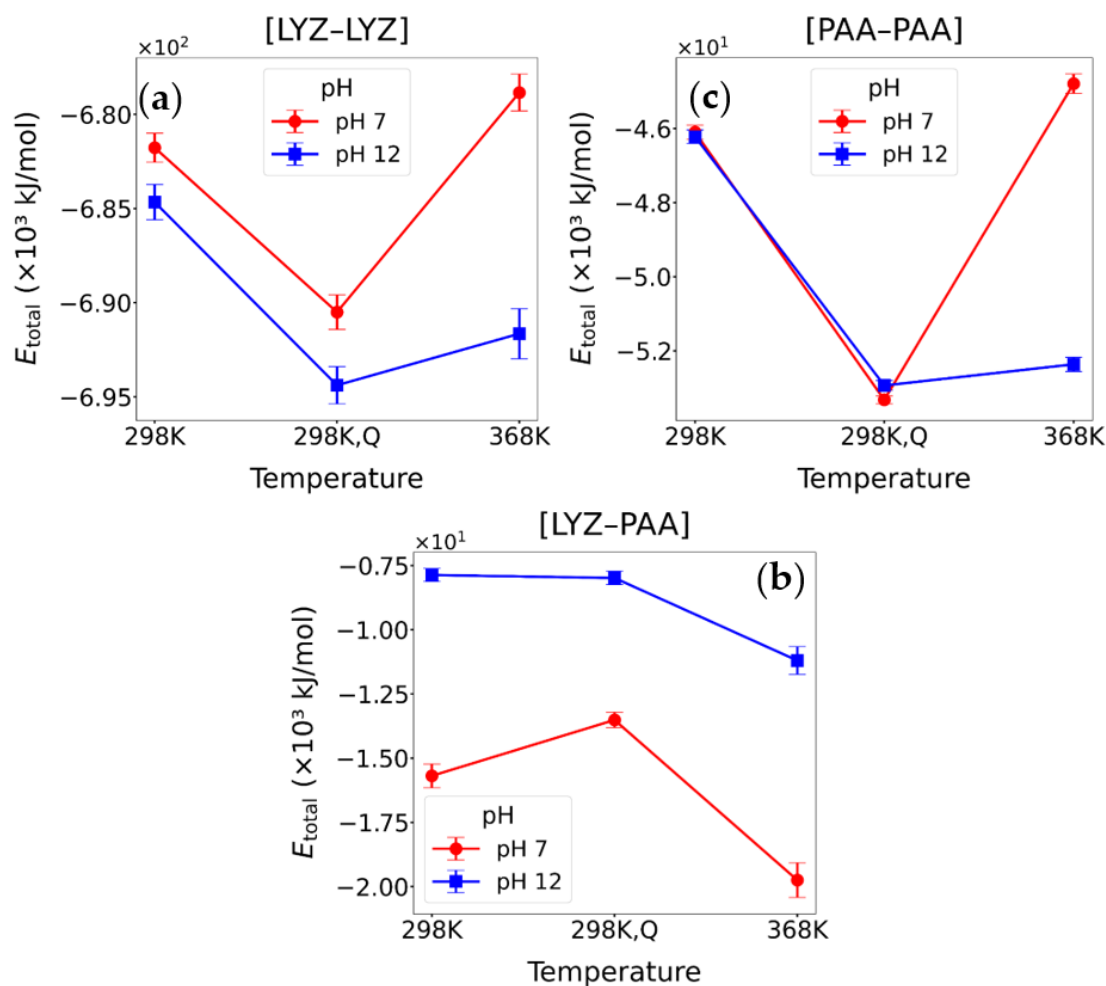 [LYZ–LYZ]
×10²
(a)
pH
pH 7
pH 12
−6.80
−6.85
−6.90
−6.95
E_total (×10³ kJ/mol)
298K
298K,Q
368K
Temperature
[PAA–PAA]
×10¹
(c)
pH
pH 7
pH 12
−4.6
−4.8
−5.0
−5.2
E_total (×10³ kJ/mol)
298K
298K,Q
368K
Temperature
[LYZ–PAA]
×10¹
(b)
−0.75
−1.00
−1.25
−1.50
−1.75
−2.00
E_total (×10³ kJ/mol)
pH
pH 7
pH 12
298K
298K,Q
368K
Temperature